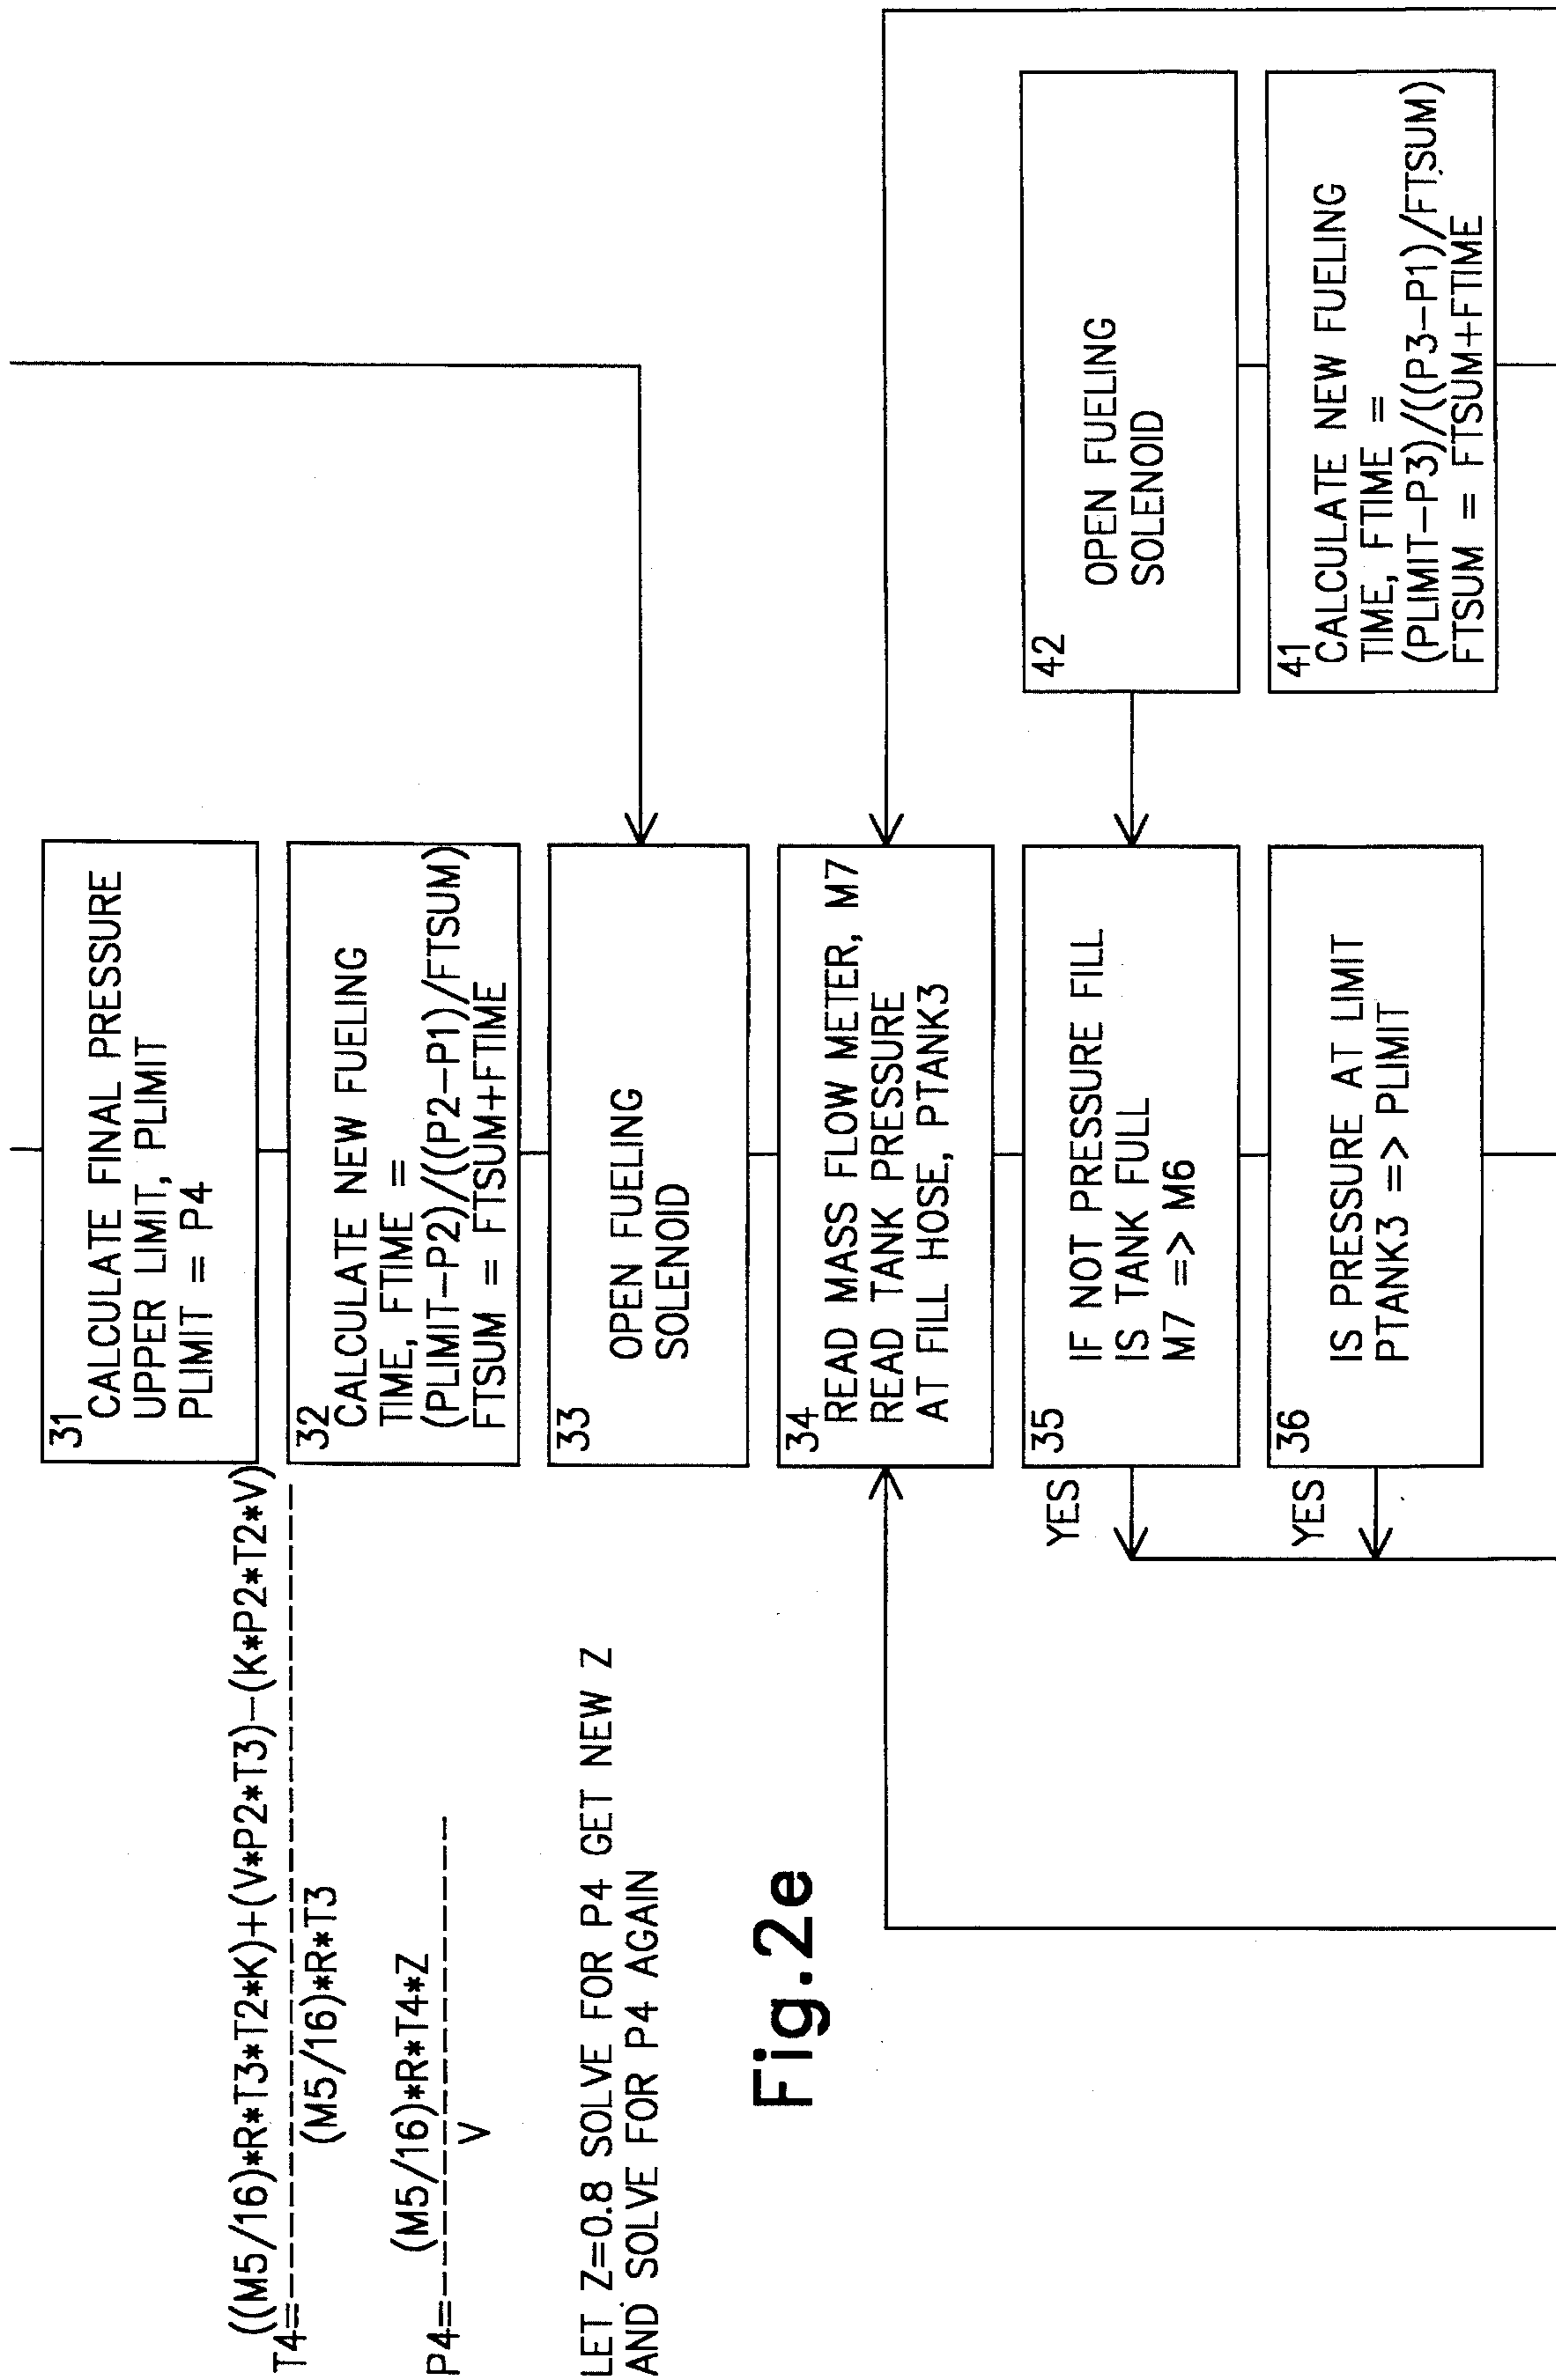 T4=
((M5/16)*R*T3*T2*K)+(V*P2*T3)-(K*P2*T2*V)
(M5/16)*R*T3
P4=
(M5/16)*R*T4*Z
V
LET Z=0.8 SOLVE FOR P4 GET NEW Z
AND SOLVE FOR P4 AGAIN
31
CALCULATE FINAL PRESSURE
UPPER LIMIT, PLIMIT
PLIMIT = P4
32
CALCULATE NEW FUELING
TIME, FTIME =
(PLIMIT-P2)/((P2-P1)/FTSUM)
FTSUM = FTSUM+FTIME
33
OPEN FUELING
SOLENOID
34
READ MASS FLOW METER, M7
READ TANK PRESSURE
AT FILL HOSE, PTANK3
35
IF NOT PRESSURE FILL
IS TANK FULL
M7 => M6
YES
36
IS PRESSURE AT LIMIT
PTANK3 => PLIMIT
YES
42
OPEN FUELING
SOLENOID
41
CALCULATE NEW FUELING
TIME, FTIME =
(PLIMIT-P3)/((P3-P1)/FTSUM)
FTSUM = FTSUM+FTIME
Fig.2e